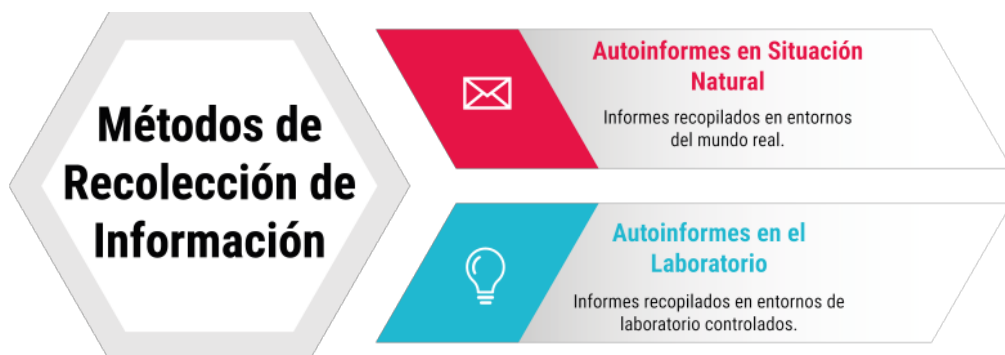 Métodos de
Recolección de
Información
Autoinformes en Situación
Natural
Informes recopilados en entornos
del mundo real.
Autoinformes en el
Laboratorio
Informes recopilados en entornos de
laboratorio controlados.